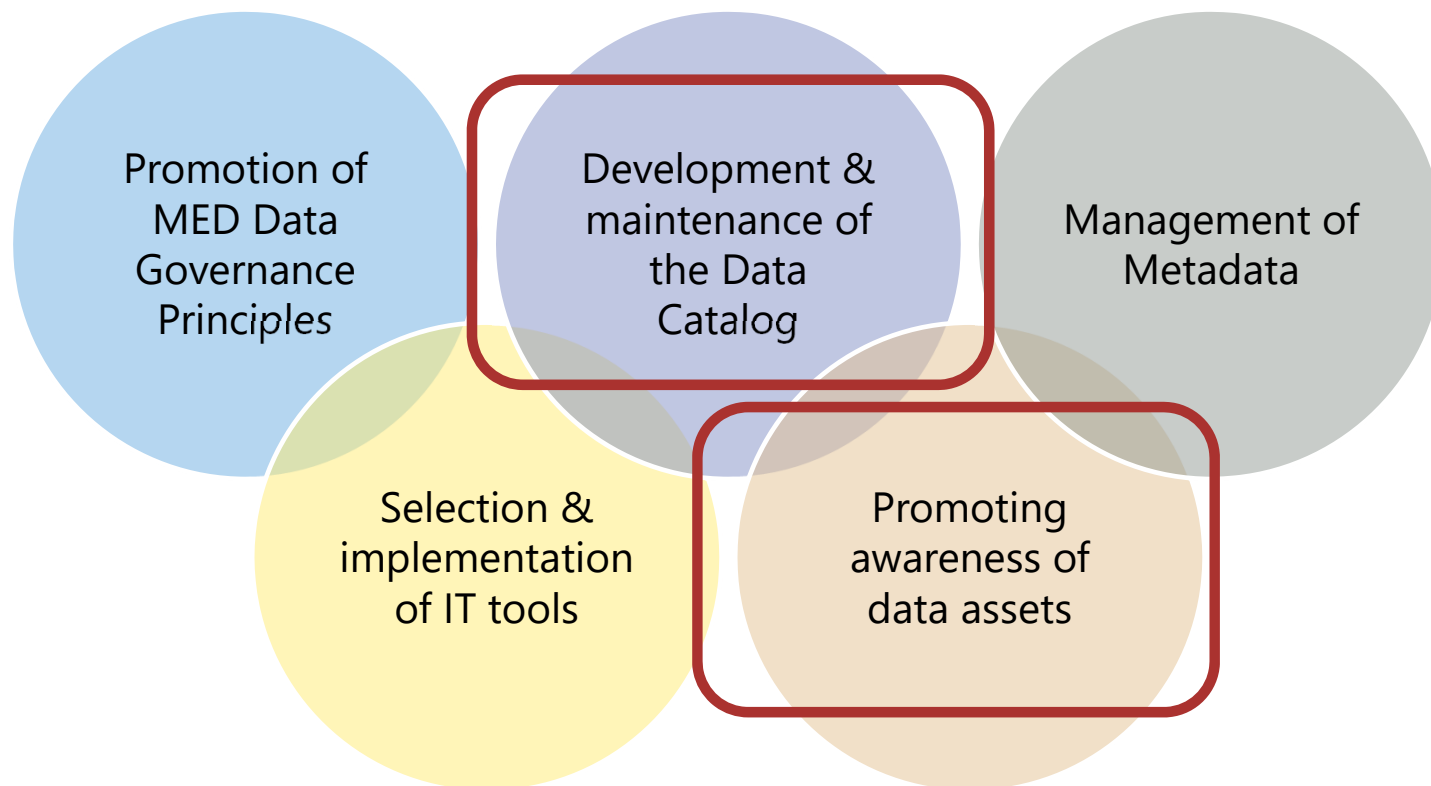 Promotion of
MED Data
Governance
Principles
Development &
maintenance of
the Data
Catalog
Management of
Metadata
Selection &
implementation
of IT tools
Promoting
awareness of
data assets